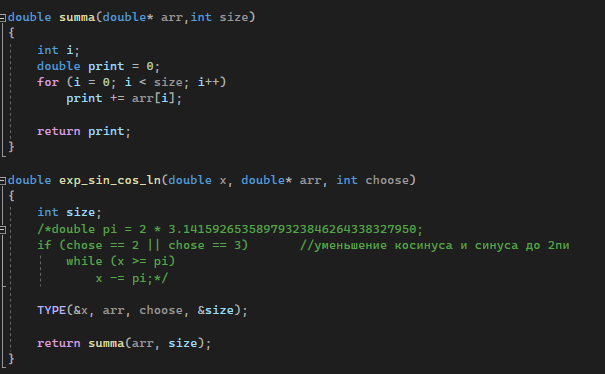 double summa(double* arr,int size)
{
    int i;
    double print = 0;
    for (i = 0; i < size; i++)
        print += arr[i];

    return print;
}

double exp_sin_cos_ln(double x, double* arr, int choose)
{
    int size;
    /*double pi = 2 * 3.14159265358979323846264338327950;
    if (chose == 2 || chose == 3)       //уменьшение косинуса и синуса до 2пи
        while (x >= pi)
            x -= pi;*/

    TYPE(&x, arr, choose, &size);

    return summa(arr, size);
}